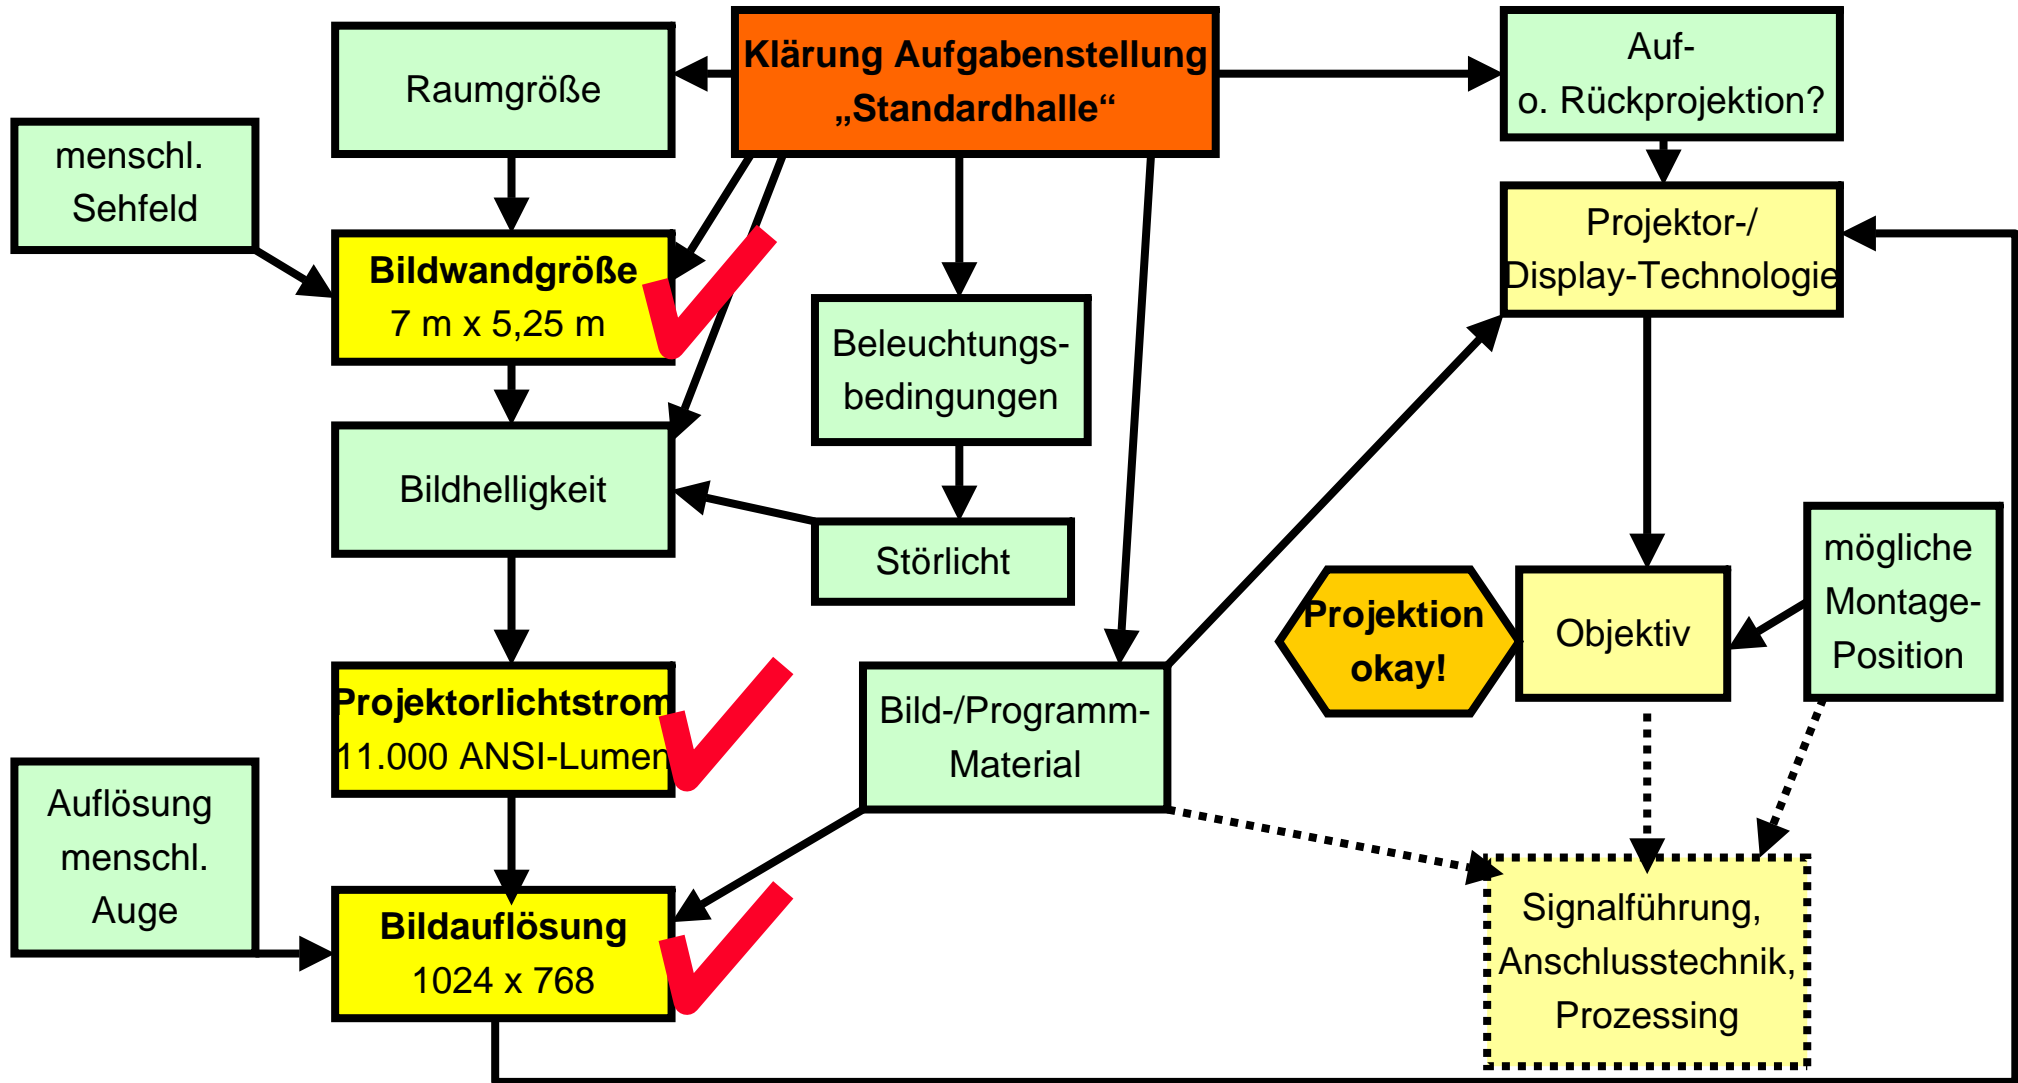 Klärung Aufgabenstellung
„Standardhalle“
Raumgröße
Auf-
o. Rückprojektion?
menschl.
Sehfeld
Bildwandgröße
7 m x 5,25 m
Projektor-/
Display-Technologie
Beleuchtungs-
bedingungen
Bildhelligkeit
Störlicht
Projektion
okay!
Objektiv
mögliche
Montage-
Position
Projektorlichtstrom
11.000 ANSI-Lumen
Bild-/Programm-
Material
Auflösung
menschl.
Auge
Bildauflösung
1024 x 768
Signalführung,
Anschlusstechnik,
Prozessing